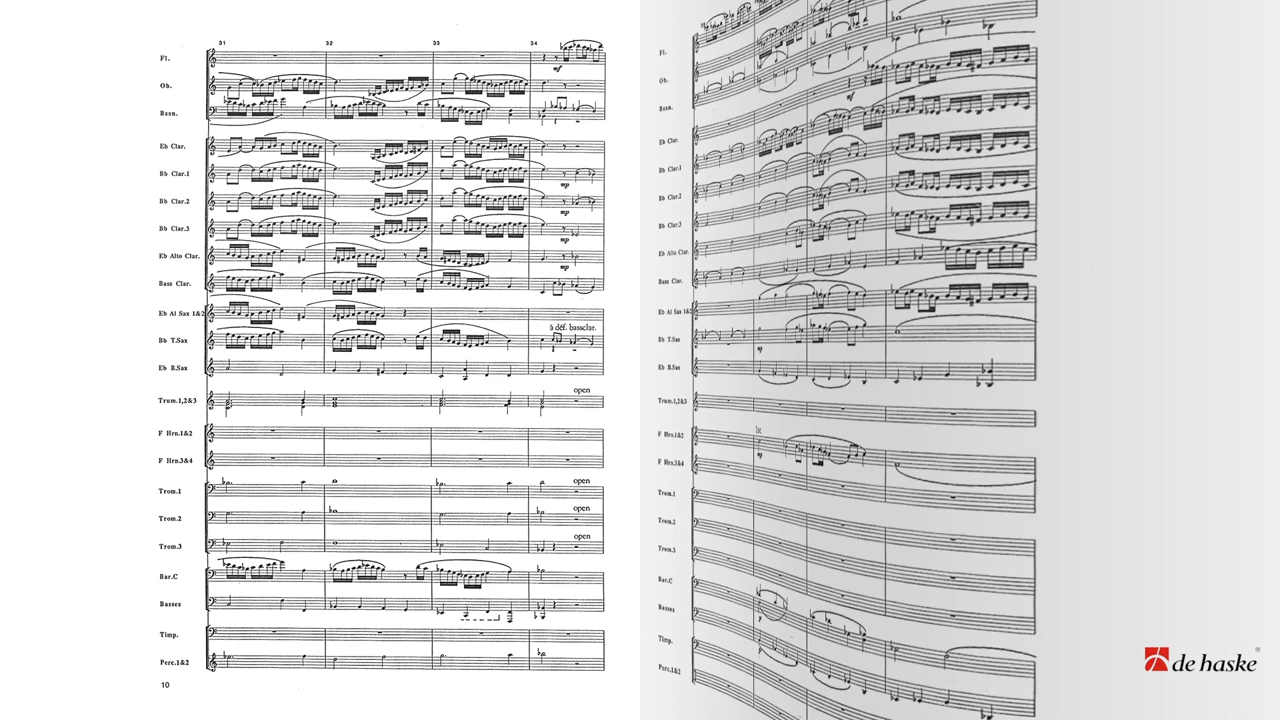 31 32 33 34
Fl.
mf
Ob.
Bssn.
Eb Clar.
Bb Clar.1
mp
Bb Clar.2
mp
Bb Clar.3
mp
Eb Alto Clar.
mp
Bass Clar.
Eb Al Sax 1&2
à déf. bassclar.
Bb T.Sax
Eb B.Sax
open
Trum.1,2&3
F Hrn.1&2
F Hrn.3&4
open
Trom.1
open
Trom.2
open
Trom.3
Bar.C
Basses
Timp.
Perc.1&2
10
Fl.
Ob.
mf
Bssn.
Eb Clar.
Bb Clar.1
Bb Clar.2
Bb Clar.3
Eb Alto Clar.
Bass Clar.
Eb Al Sax 1&2
Bb T.Sax
mp
Eb B.Sax
Trum.1,2&3
1st
F Hrn.1&2
mp
F Hrn.3&4
Trom.1
Trom.2
Trom.3
Bar.C
Basses
p
Timp.
Perc.1&2
de haske®